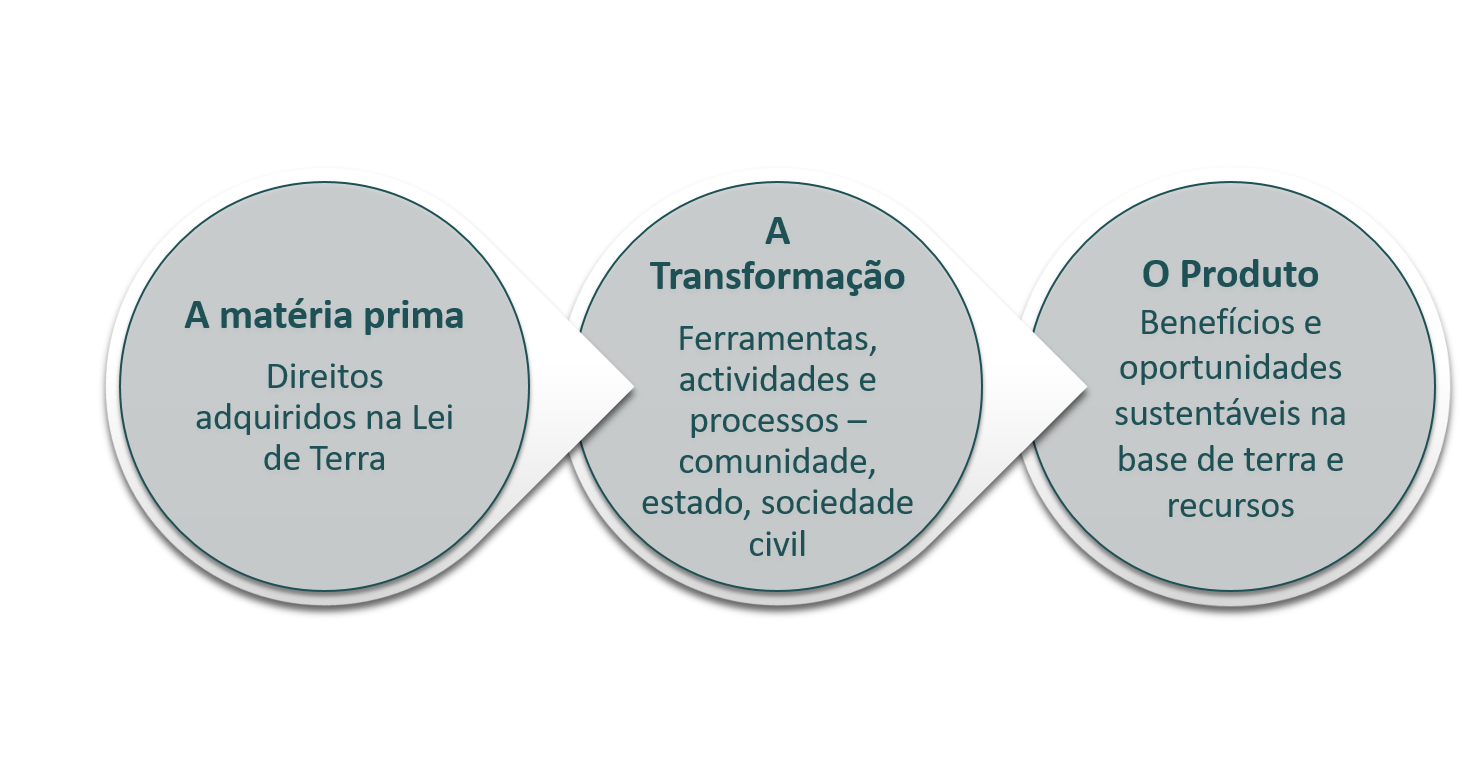 A matéria prima
Direitos
adquiridos na Lei
de Terra
A
Transformação
Ferramentas,
actividades e
processos –
comunidade,
estado, sociedade
civil
O Produto
Benefícios e
oportunidades
sustentáveis na
base de terra e
recursos